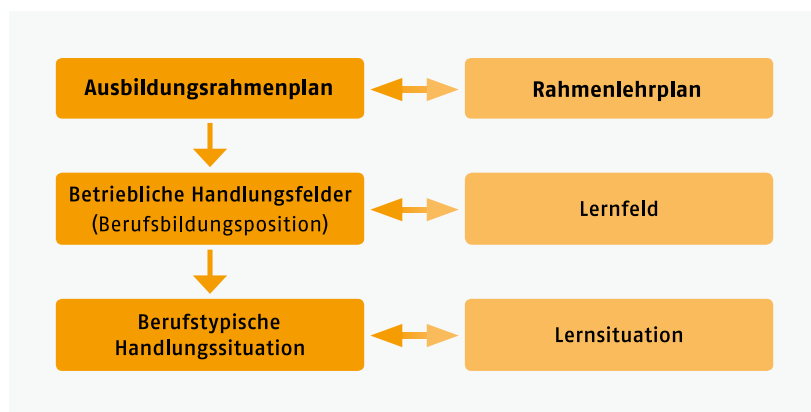 Ausbildungsrahmenplan
Rahmenlehrplan
Betriebliche Handlungsfelder
(Berufsbildungsposition)
Lernfeld
Berufstypische
Handlungssituation
Lernsituation